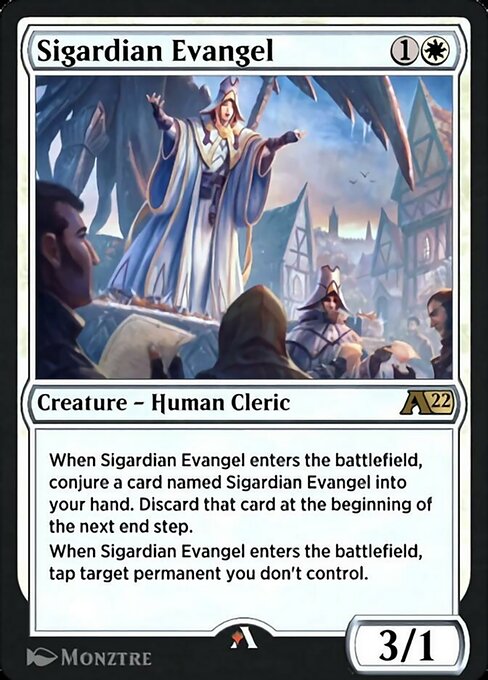 Sigardian Evangel 1
Creature – Human Cleric A22
When Sigardian Evangel enters the battlefield,
conjure a card named Sigardian Evangel into
your hand. Discard that card at the beginning of
the next end step.
When Sigardian Evangel enters the battlefield,
tap target permanent you don't control.
3/1
Monztre